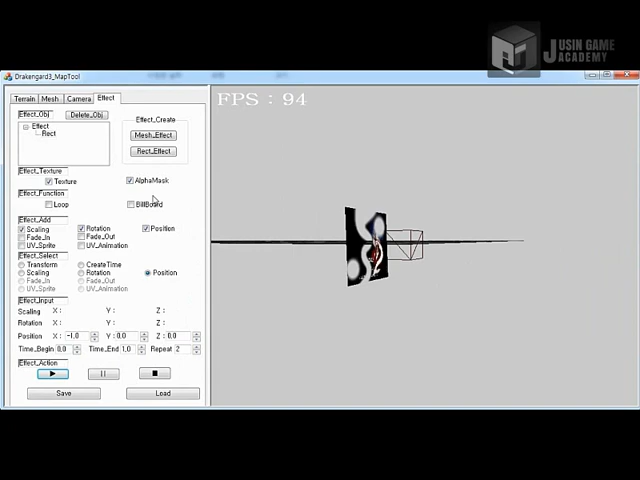 JUSIN GAME
ACADEMY
Drakengard3_MapTool
Terrain Mesh Camera Effect
FPS : 94
Effect_Obj Delete_Obj Effect_Create
Effect
Rect
Mesh_Effect
Rect_Effect
Effect_Texture
Texture AlphaMask
Effect_Function
Loop BillBoard
Effect_Add
Scaling Rotation Position
Fade_In Fade_Out
UV_Sprite UV_Animation
Effect_Select
Transform CreateTime
Scaling Rotation Position
Fade_In Fade_Out
UV_Sprite UV_Animation
Effect_Input
Scaling X : Y : Z :
Rotation X : Y : Z :
Position X : -1,0 Y : 0,0 Z : 0,0
Time_Begin 0,0 Time_End 1,0 Repeat 2
Effect_Action
Save Load